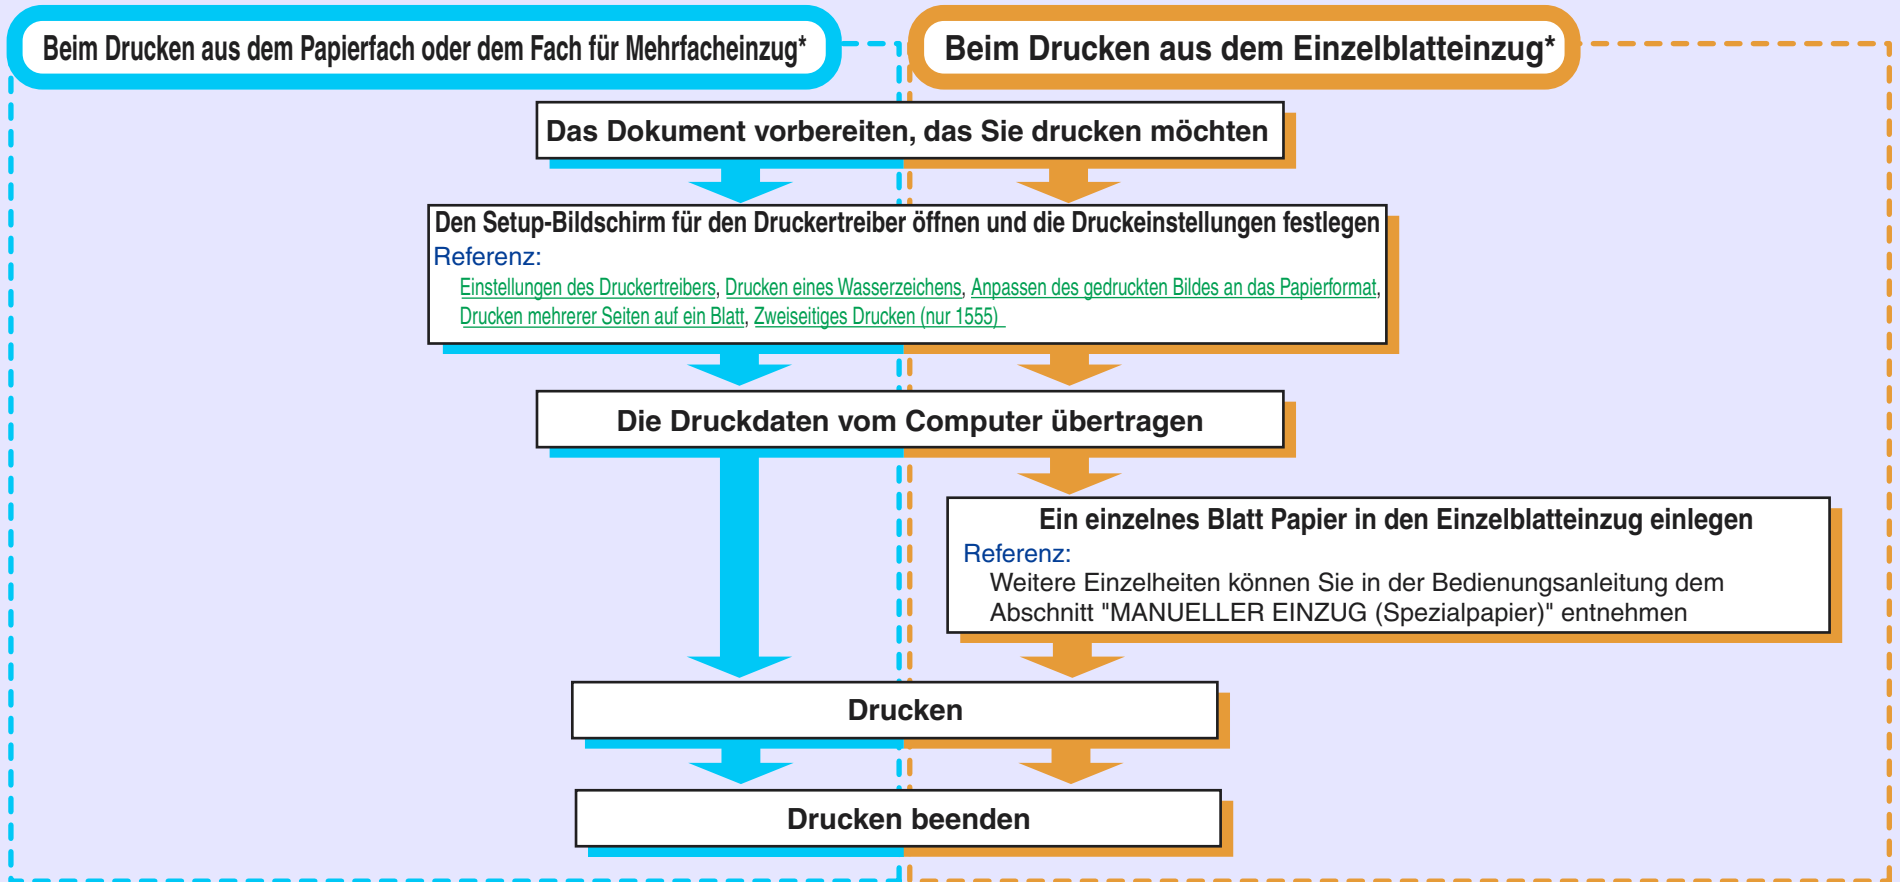 Beim Drucken aus dem Papierfach oder dem Fach für Mehrfacheinzug*
Beim Drucken aus dem Einzelblatteinzug*
Das Dokument vorbereiten, das Sie drucken möchten
Den Setup-Bildschirm für den Druckertreiber öffnen und die Druckeinstellungen festlegen
Referenz:
Einstellungen des Druckertreibers, Drucken eines Wasserzeichens, Anpassen des gedruckten Bildes an das Papierformat,
Drucken mehrerer Seiten auf ein Blatt, Zweiseitiges Drucken (nur 1555)
Die Druckdaten vom Computer übertragen
Ein einzelnes Blatt Papier in den Einzelblatteinzug einlegen
Referenz:
Weitere Einzelheiten können Sie in der Bedienungsanleitung dem
Abschnitt "MANUELLER EINZUG (Spezialpapier)" entnehmen
Drucken
Drucken beenden